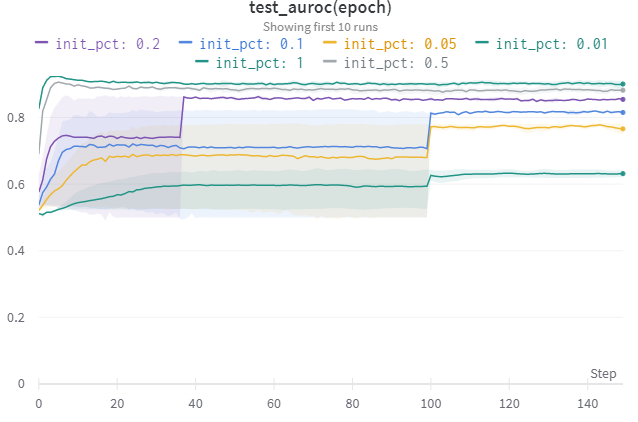 test_auroc(epoch)
Showing first 10 runs
init_pct: 0.2 init_pct: 0.1 init_pct: 0.05 init_pct: 0.01
init_pct: 1 init_pct: 0.5
0.8
0.6
0.4
0.2
Step
0
0 20 40 60 80 100 120 140